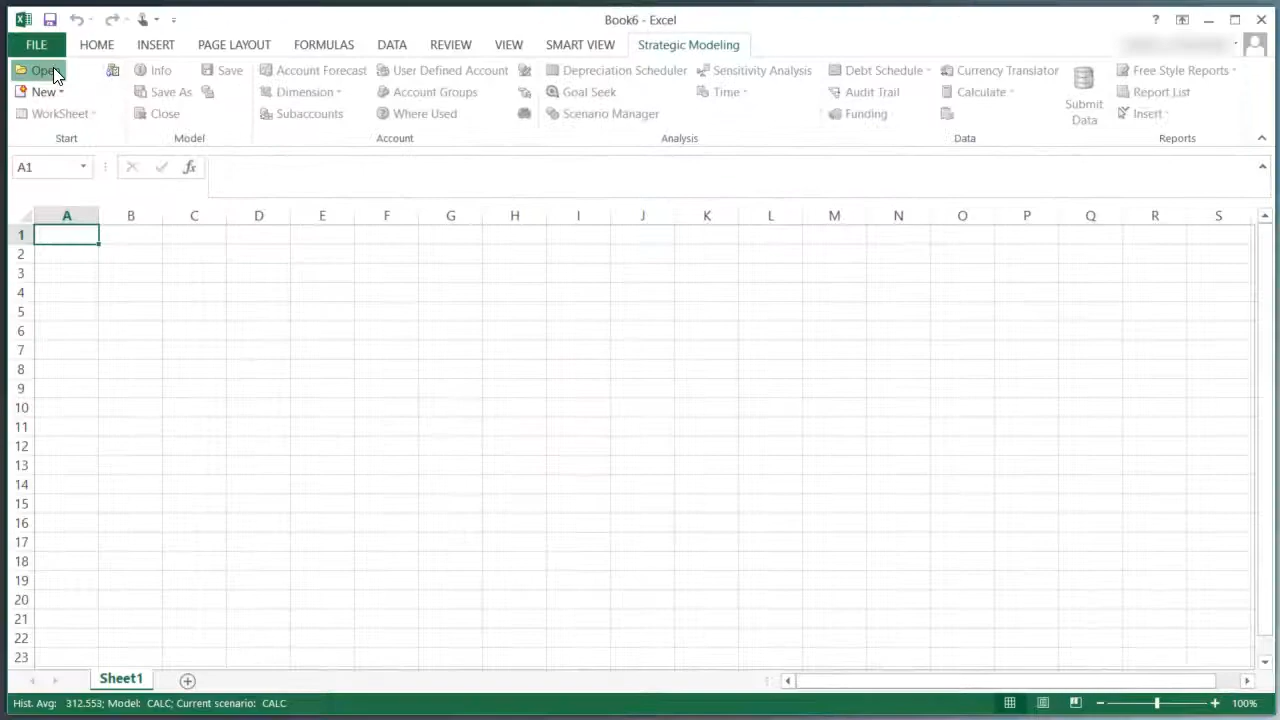 Book6 - Excel
FILE HOME INSERT PAGE LAYOUT FORMULAS DATA REVIEW VIEW SMART VIEW Strategic Modeling
Open Info Save Account Forecast User Defined Account Depreciation Scheduler Sensitivity Analysis Debt Schedule Currency Translator Free Style Reports
New Save As Dimension Account Groups Goal Seek Time Audit Trail Calculate Submit Data Report List
WorkSheet Close Subaccounts Where Used Scenario Manager Funding Insert
Start Model Account Analysis Data Reports
A1 fx
A B C D E F G H I J K L M N O P Q R S
1
2
3
4
5
6
7
8
9
10
11
12
13
14
15
16
17
18
19
20
21
22
23
Sheet1
Hist. Avg: 312.553; Model: CALC; Current scenario: CALC 100%